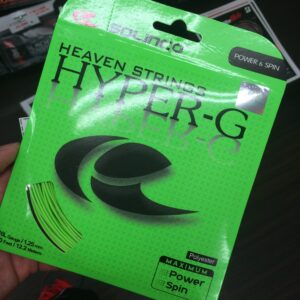 solinco
POWER & SPIN
HEAVEN STRINGS
HYPER-G
Polyester
MAXIMUM
Power
Spin